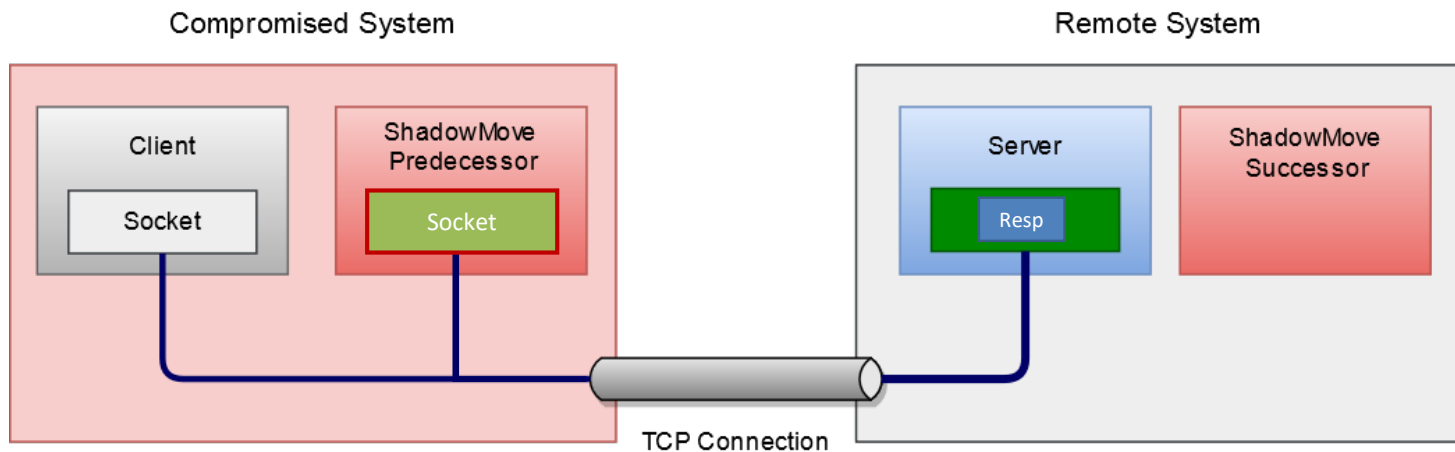 Compromised System
Remote System
Client
ShadowMove
Predecessor
Socket
Socket
Server
Resp
ShadowMove
Successor
TCP Connection